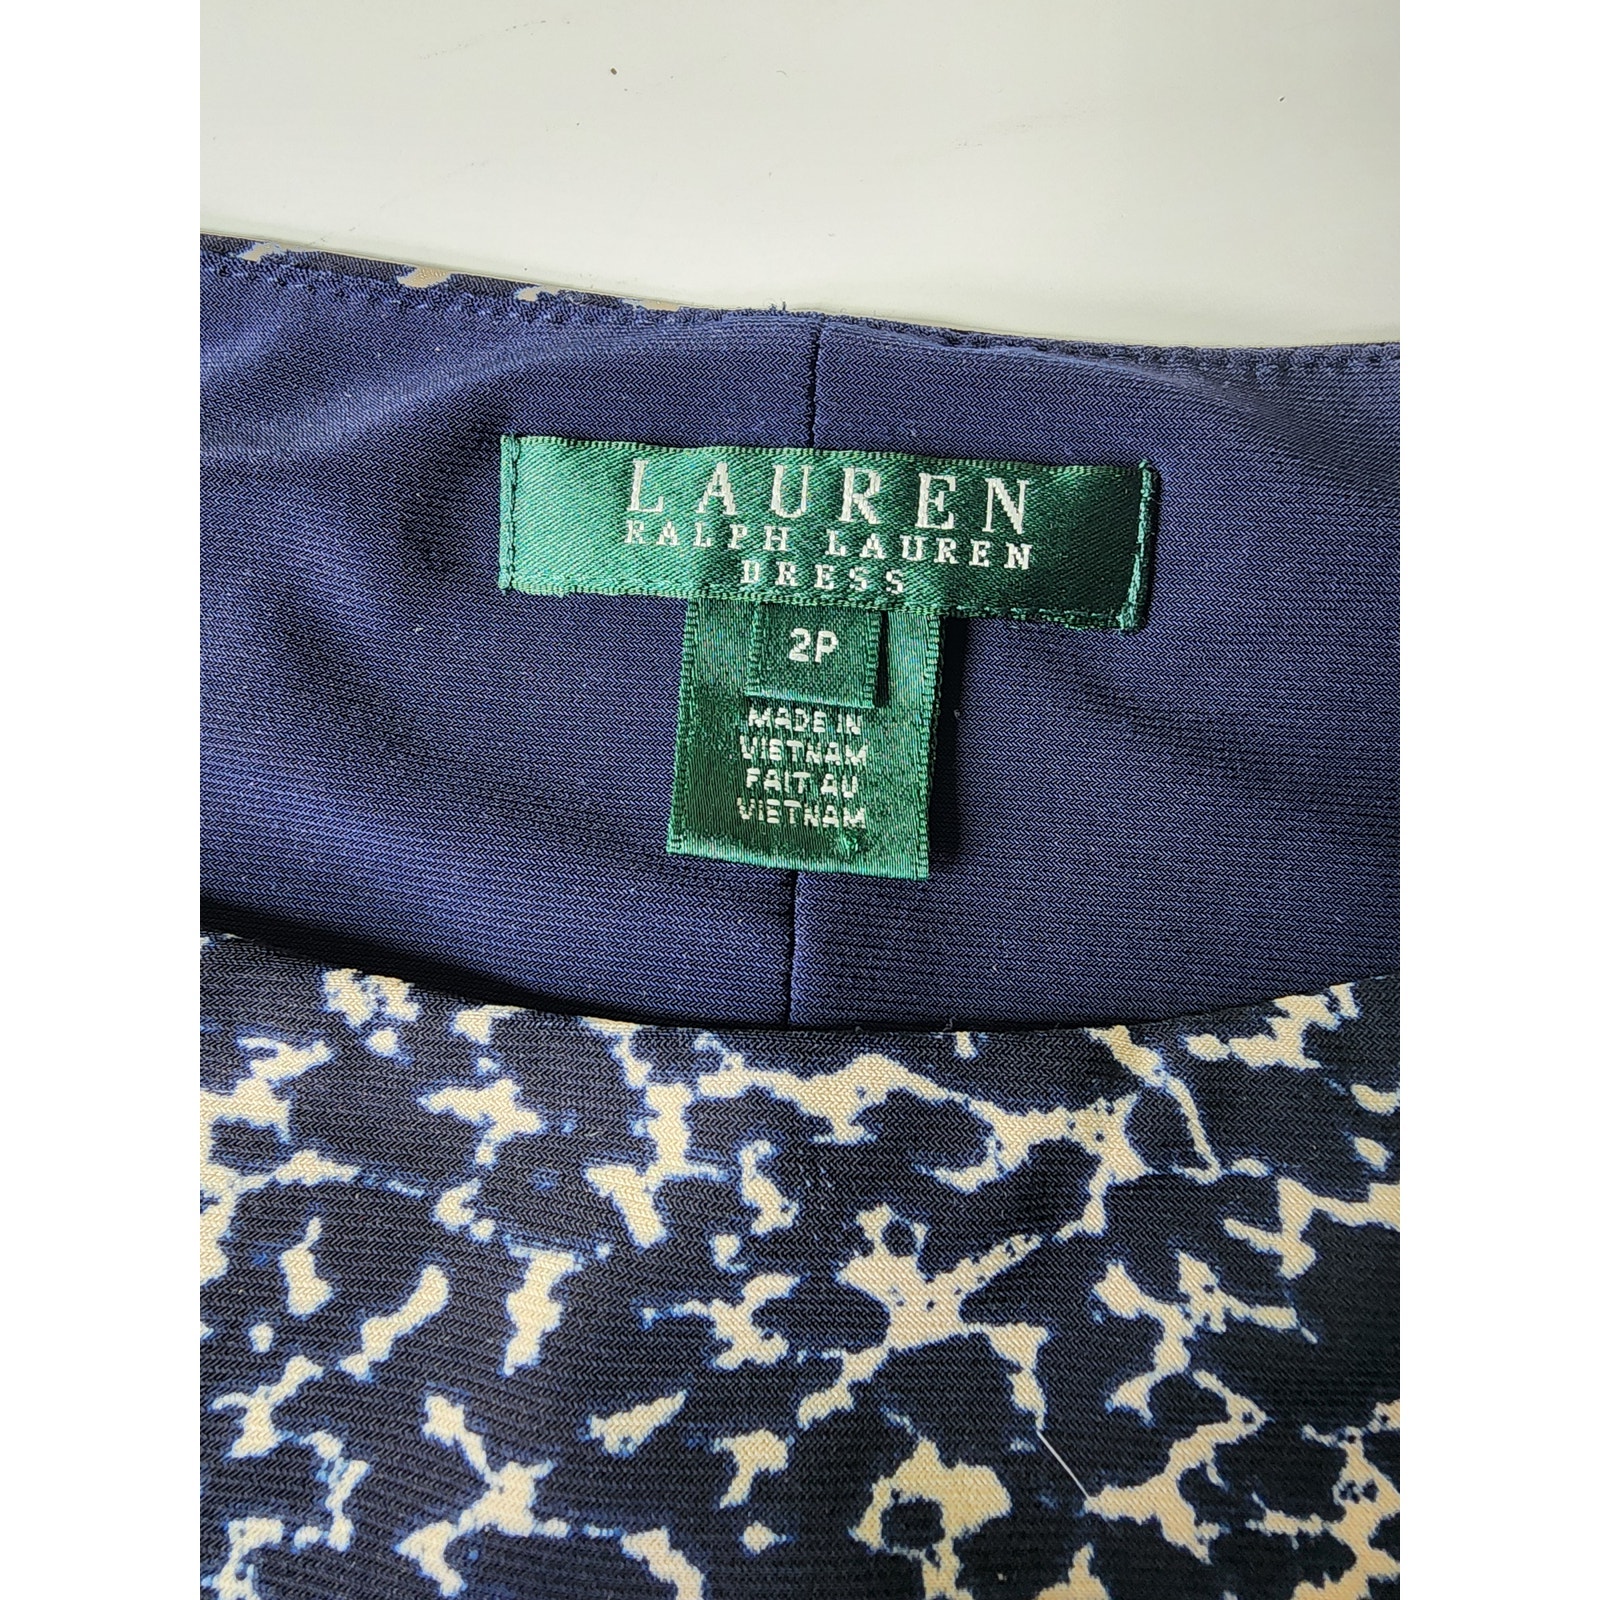 LAUREN
RALPH LAUREN
DRESS
2P
MADE IN
VIETNAM
FAIT AU
VIETNAM